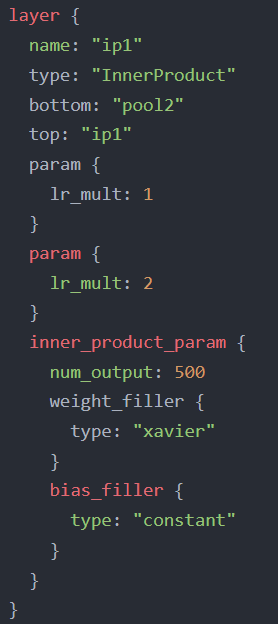 layer {
  name: "ip1"
  type: "InnerProduct"
  bottom: "pool2"
  top: "ip1"
  param {
    lr_mult: 1
  }
  param {
    lr_mult: 2
  }
  inner_product_param {
    num_output: 500
    weight_filler {
      type: "xavier"
    }
    bias_filler {
      type: "constant"
    }
  }
}